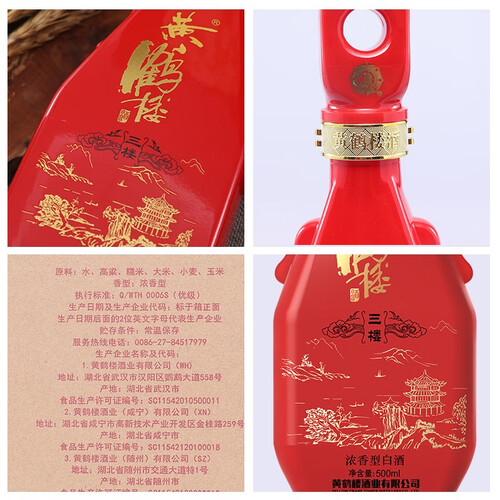 黄鹤楼
®
三楼
黄鹤楼酒
原料：水、高粱、糯米、大米、小麦、玉米
香型：浓香型
执行标准：Q/WTH 0006S（优级）
生产日期及生产企业代码：标于箱正面
生产日期后面的2位英文字母代表生产企业
贮存条件：常温保存
服务热线电话：0086-27-84517979
生产企业名称及代码：
1.黄鹤楼酒业有限公司（WH）
地址：湖北省武汉市汉阳区鹦鹉大道558号
产地：湖北省武汉市
食品生产许可证编号：SC11542010500011
2.黄鹤楼酒业（咸宁）有限公司（XN）
地址：湖北省咸宁市高新技术产业开发区金桂路259号
产地：湖北省咸宁市
食品生产许可证编号：SC11542120100018
3.黄鹤楼酒业（随州）有限公司（SZ）
地址：湖北省随州市交通大道特1号
产地：湖北省随州市
鹤楼
三楼
浓香型白酒
净含量:500ml
黄鹤楼酒业有限公司